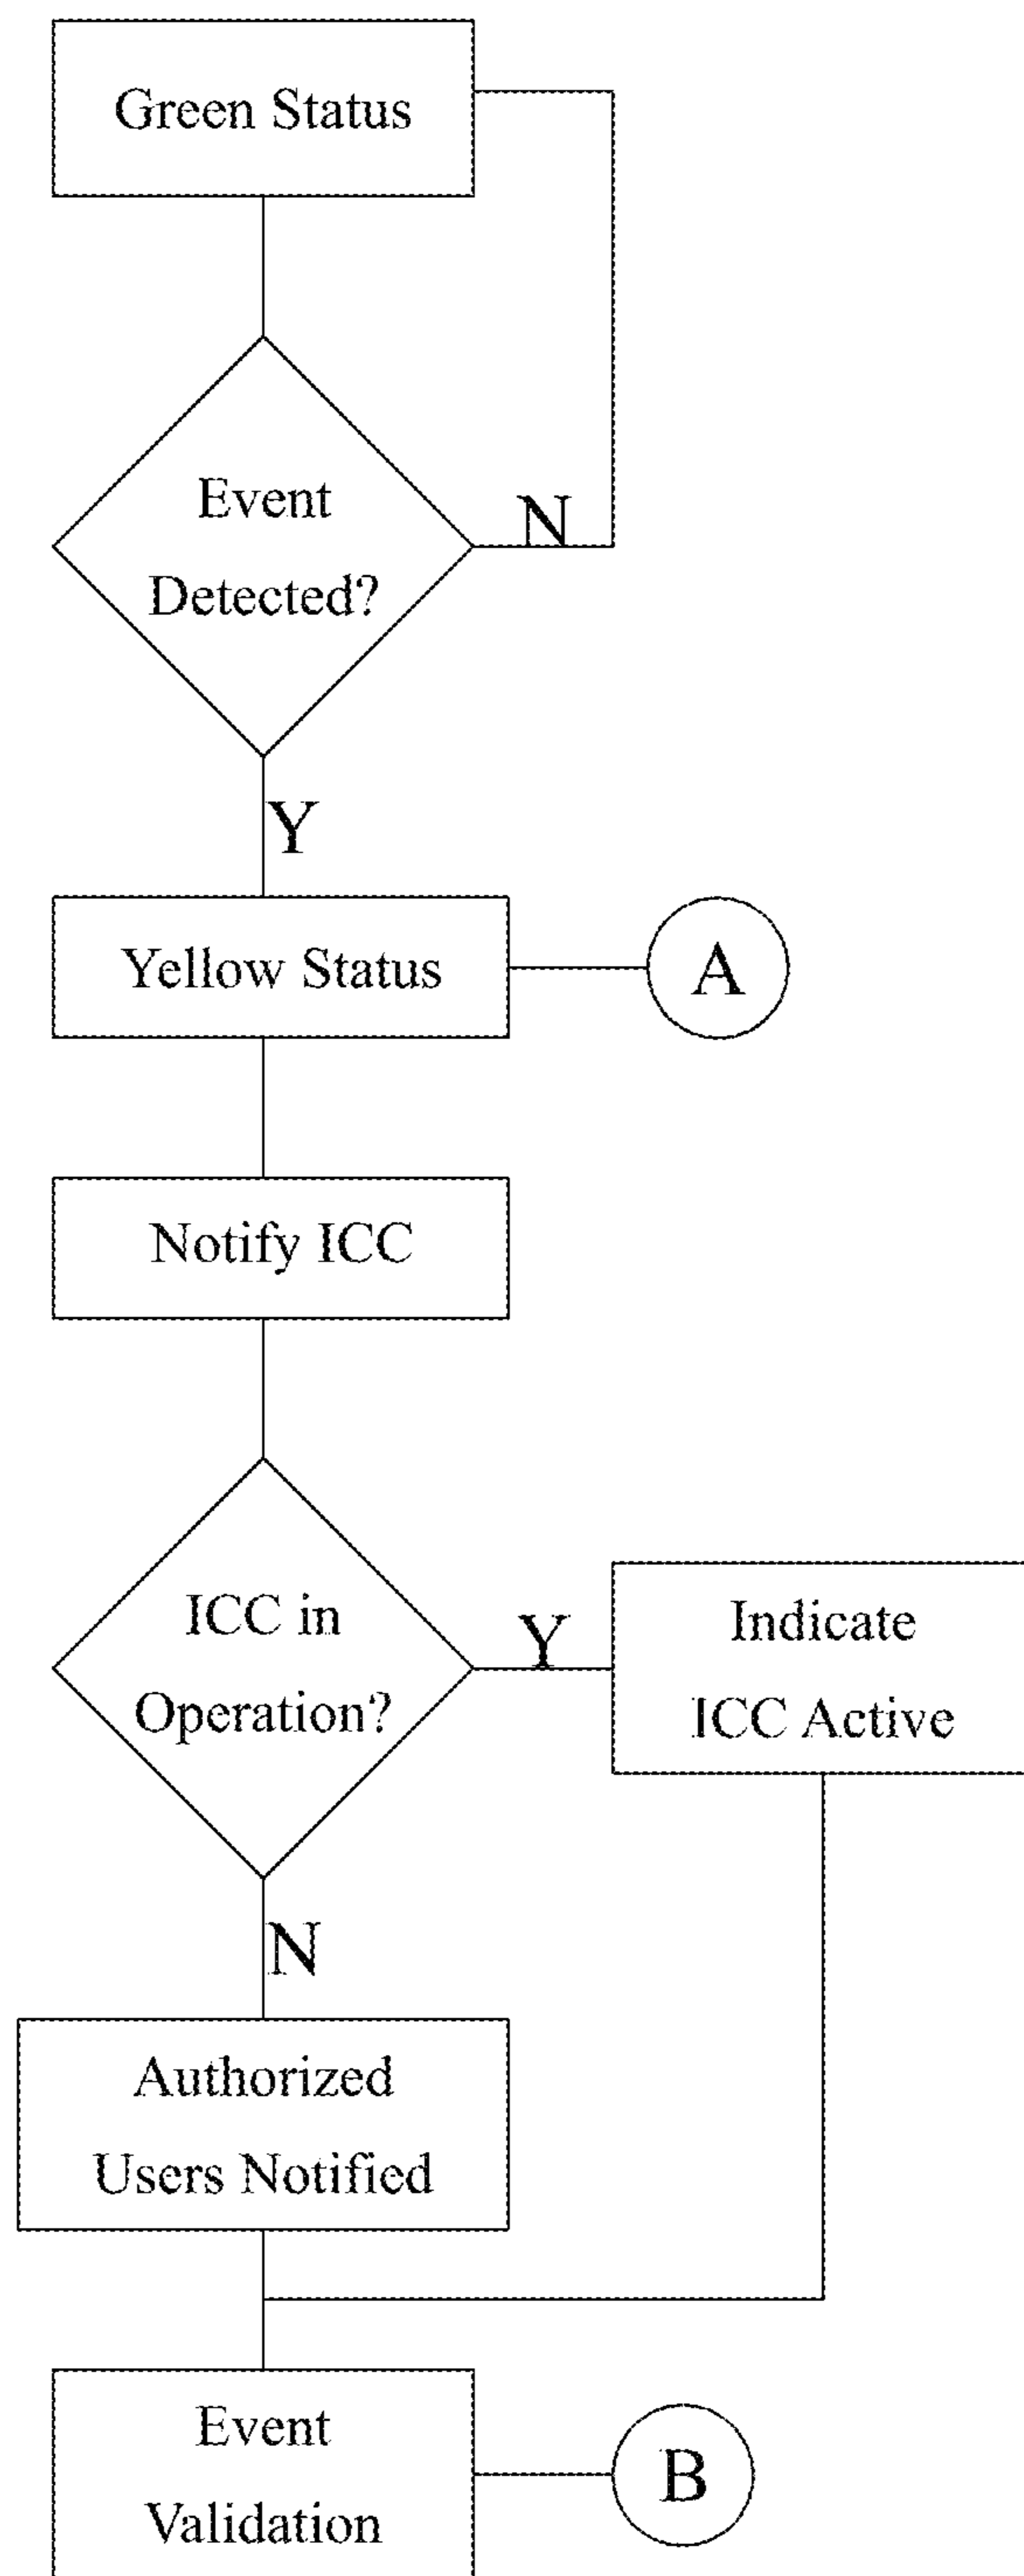 Green Status
Event
Detected?
N
Y
Yellow Status
A
Notify ICC
ICC in
Operation?
Y
Indicate
ICC Active
N
Authorized
Users Notified
Event
Validation
B